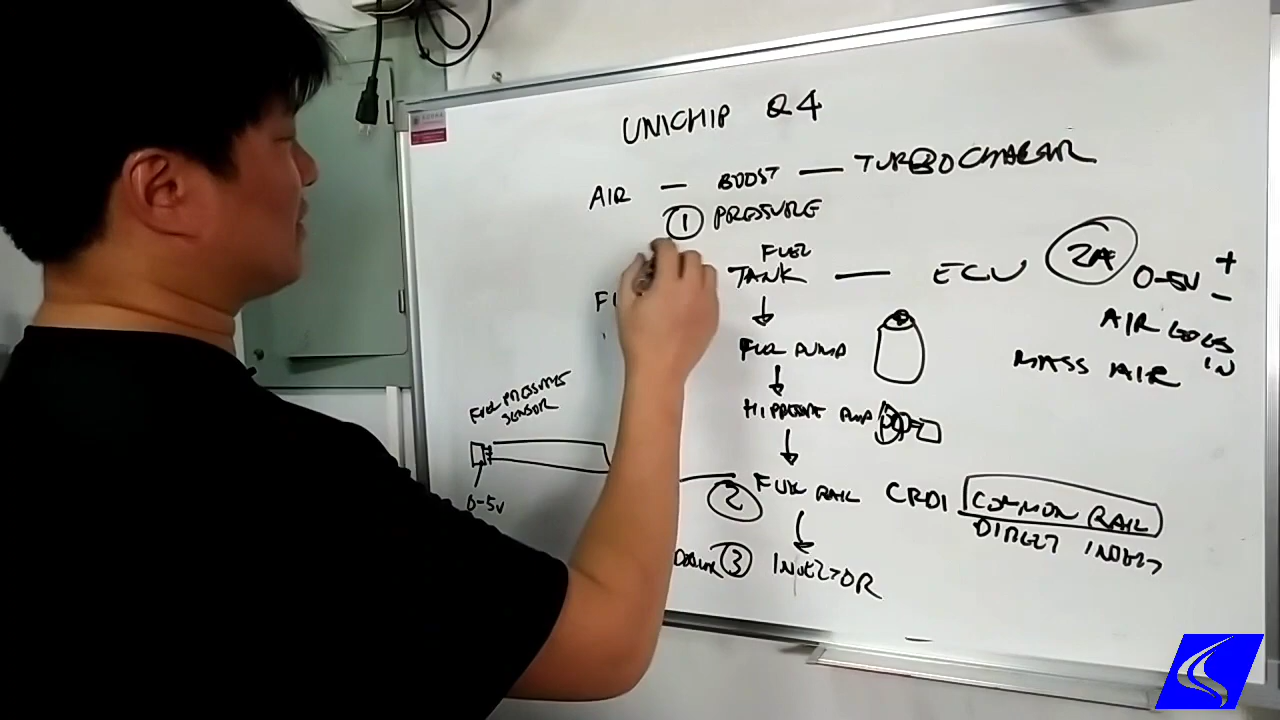 UNICHIP Q4
AIR — BOOST — TURBOCHARGER
① PRESSURE
FUEL
TANK — ECU 2A 0-5V + −
AIR GOES IN
MASS AIR
FUEL PUMP
PUMP
FUEL PRESSURE
SENSOR
0-5V
② FUEL RAIL CRDI COMMON RAIL
DIRECT INJECT
③ INJECTOR